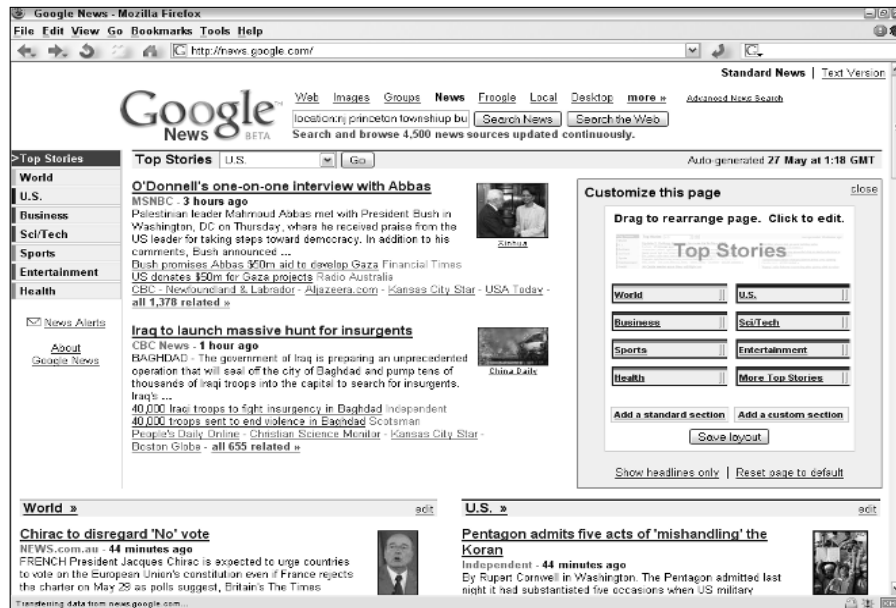 Google News - Mozilla Firefox
File Edit View Go Bookmarks Tools Help
http://news.google.com/
Standard News | Text Version
Google News BETA
Web Images Groups News Froogle Local Desktop more »
Advanced News Search
location:nj princeton townshiup bu Search News Search the Web
Search and browse 4,500 news sources updated continuously.
>Top Stories
World
U.S.
Business
Sci/Tech
Sports
Entertainment
Health
News Alerts
About
Google News
Top Stories U.S. Go
Auto-generated 27 May at 1:18 GMT
O'Donnell's one-on-one interview with Abbas
MSNBC - 3 hours ago
Palestinian leader Mahmoud Abbas met with President Bush in
Washington, DC on Thursday, where he received praise from the
US leader for taking steps toward democracy. In addition to his
comments, Bush announced ...
Bush promises Abbas $50m aid to develop Gaza Financial Times
US donates $50m for Gaza projects Radio Australia
CBC - Newfoundland & Labrador - Aljazeera.com - Kansas City Star - USA Today -
all 1,378 related »
Xinhua
Iraq to launch massive hunt for insurgents
CBC News - 1 hour ago
BAGHDAD - The government of Iraq is preparing an unprecedented
operation that will seal off the city of Baghdad and pump tens of
thousands of Iraqi troops into the capital to search for insurgents.
Iraq's ...
40,000 Iraqi troops to fight insurgency in Baghdad Independent
40,000 troops sent to end violence in Baghdad Scotsman
People's Daily Online - Christian Science Monitor - Kansas City Star -
Boston Globe - all 655 related »
China Daily
Customize this page
close
Drag to rearrange page. Click to edit.
Top Stories
World
U.S.
Business
Sci/Tech
Sports
Entertainment
Health
More Top Stories
Add a standard section
Add a custom section
Save layout
Show headlines only | Reset page to default
World »
edit
Chirac to disregard 'No' vote
NEWS.com.au - 44 minutes ago
FRENCH President Jacques Chirac is expected to urge countries
to vote on the European Union's constitution even if France rejects
the charter on May 29 as polls suggest, Britain's The Times
U.S. »
edit
Pentagon admits five acts of 'mishandling' the
Koran
Independent - 44 minutes ago
By Rupert Cornwell in Washington. The Pentagon admitted last
night it had substantiated five occasions when US military
Transferring data from news.google.com...